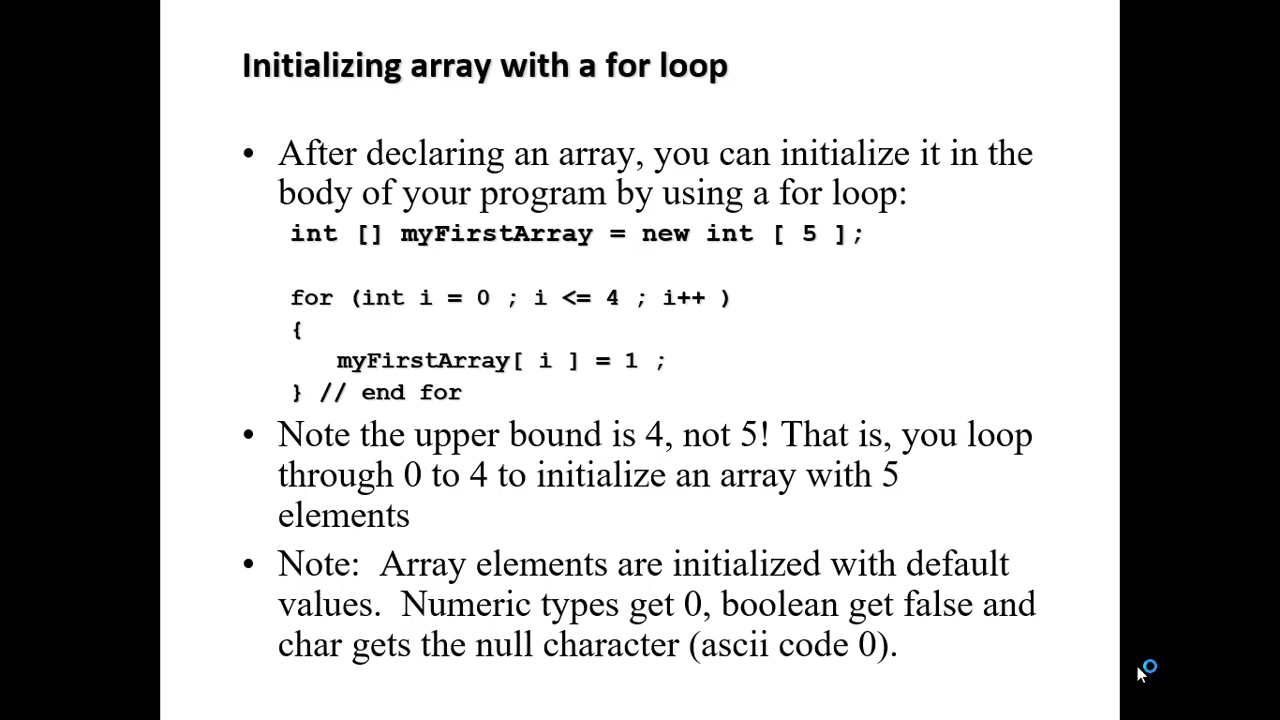 Initializing array with a for loop
• After declaring an array, you can initialize it in the
body of your program by using a for loop:
int [] myFirstArray = new int [ 5 ];
for (int i = 0 ; i <= 4 ; i++ )
{
myFirstArray[ i ] = 1 ;
} // end for
• Note the upper bound is 4, not 5! That is, you loop
through 0 to 4 to initialize an array with 5
elements
• Note:  Array elements are initialized with default
values.  Numeric types get 0, boolean get false and
char gets the null character (ascii code 0).